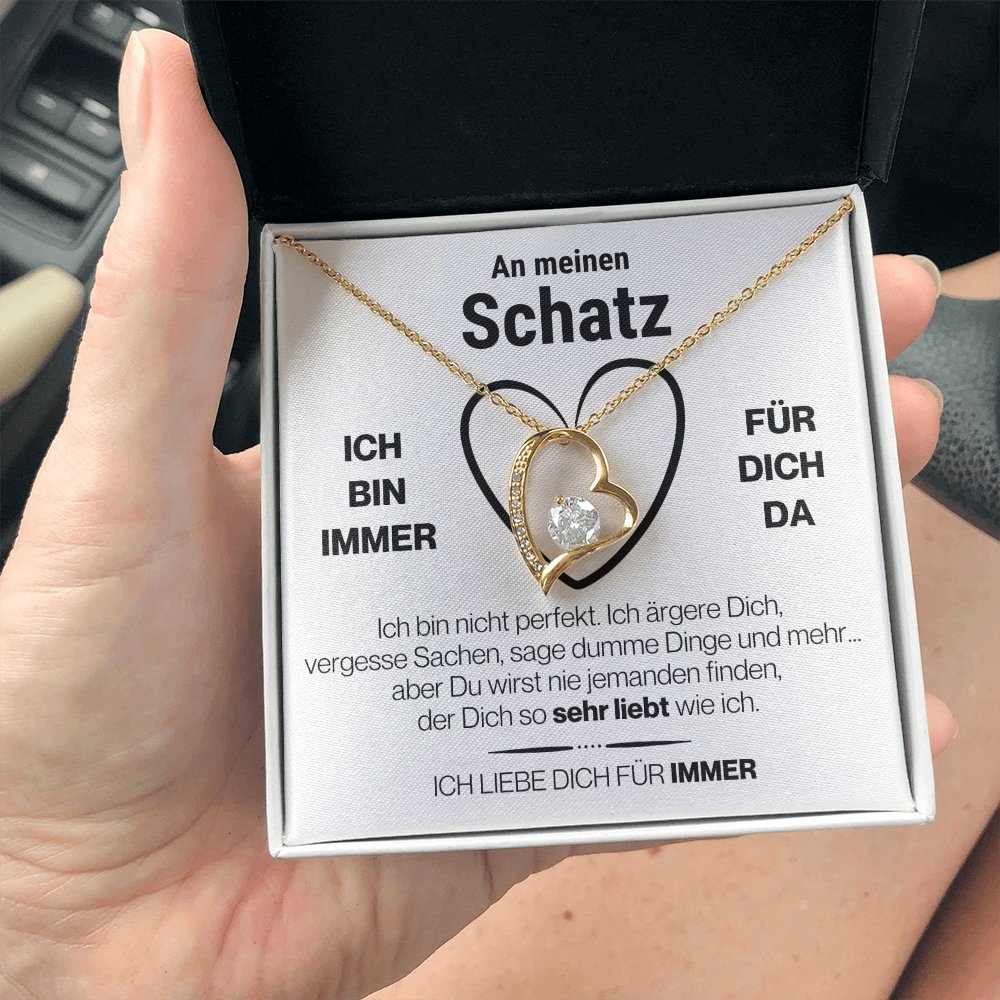 An meinen
Schatz
ICH
BIN
IMMER
FÜR
DICH
DA
Ich bin nicht perfekt. Ich ärgere Dich,
vergesse Sachen, sage dumme Dinge und mehr...
aber Du wirst nie jemanden finden,
der Dich so sehr liebt wie ich.
ICH LIEBE DICH FÜR IMMER